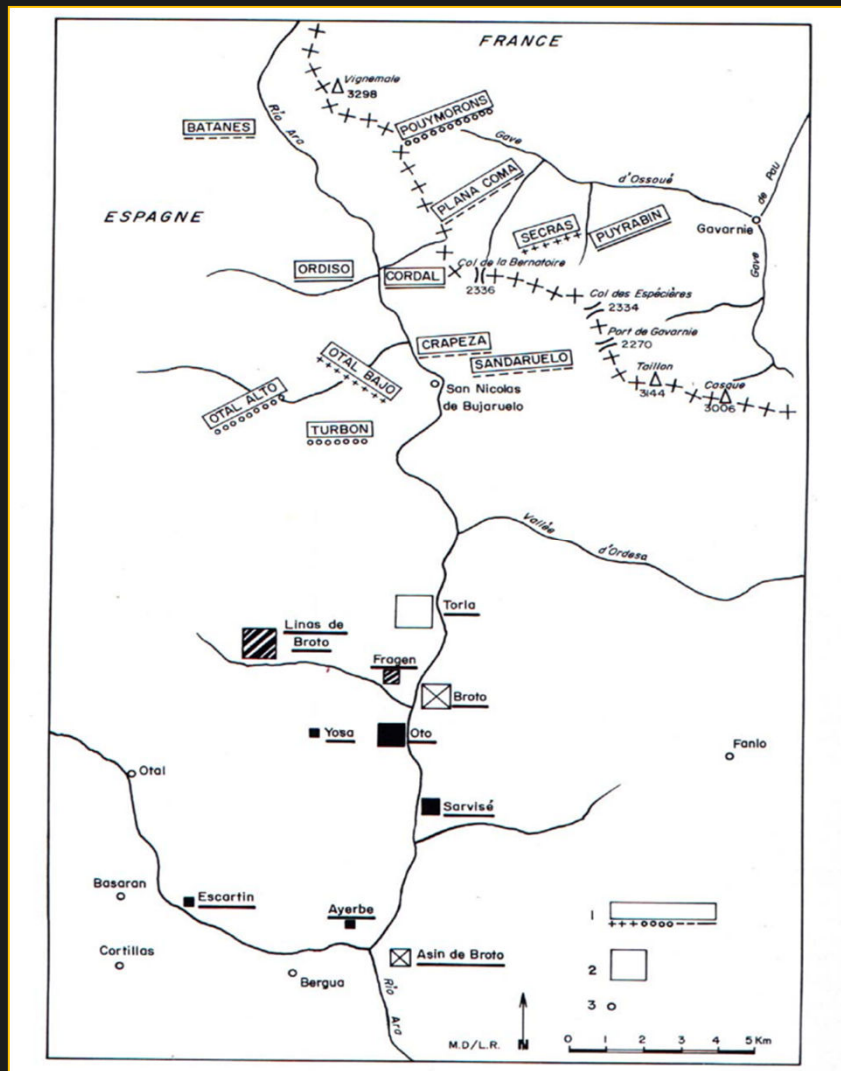 FRANCE
Vignemale
3298
Río Ara
BATANES
POUYMORONS
Gave
d'Ossoué
de Pau
PLANA COMA
ESPAGNE
SECRAS
PUYRABIN
Gavarnie
Gave
ORDISO
CORDAL
Col de la Bernatoire
2336
Col des Espécières
2334
Port de Gavarnie
2270
CRAPEZA
OTAL BAJO
SANDARUELO
Taillon
3144
Casque
3006
OTAL ALTO
San Nicolas
de Bujaruelo
TURBON
Vallée
d'Ordesa
Torla
Linas de
Broto
Fragen
Broto
Yosa
Oto
Fanlo
Otal
Sarvisé
Basaran
Escartin
Ayerbe
1
Cortillas
Asin de Broto
2
Bergua
Río
Ara
3
M.D/L.R.
N
0 1 2 3 4 5 Km